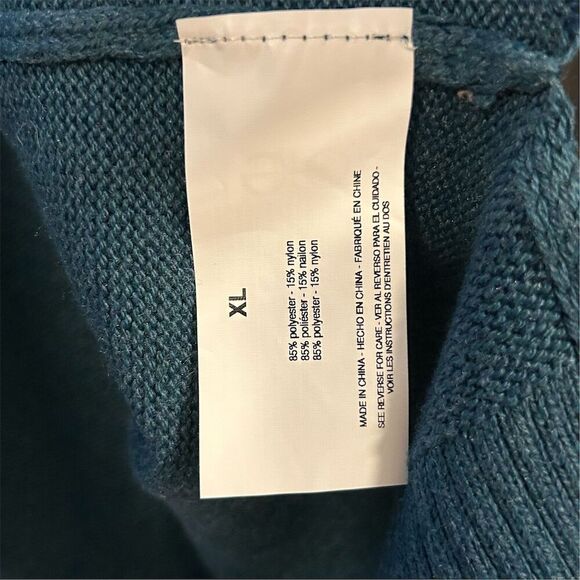 XL
85% polyester - 15% nylon
85% poliéster - 15% nailon
85% polyester - 15% nylon
MADE IN CHINA - HECHO EN CHINA - FABRIQUÉ EN CHINE
SEE REVERSE FOR CARE - VER AL REVERSO PARA EL CUIDADO -
VOIR LES INSTRUCTIONS D'ENTRETIEN AU DOS